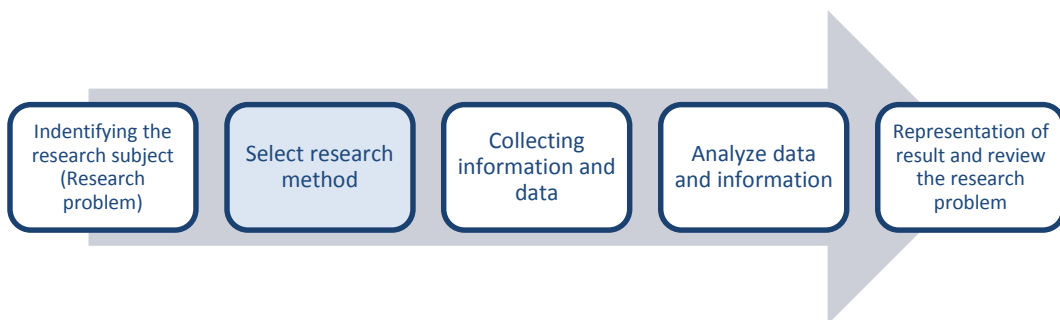 Indentifying the
research subject
(Research
problem)
Select research
method
Collecting
information and
data
Analyze data
and information
Representation of
result and review
the research
problem